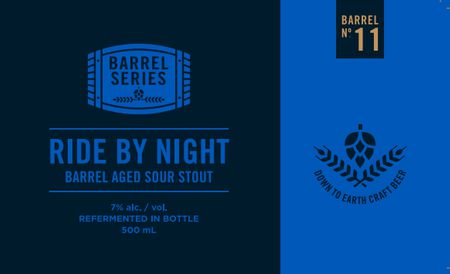 BARREL
SERIES
RIDE BY NIGHT
BARREL AGED SOUR STOUT
7% alc. / vol.
REFERMENTED IN BOTTLE
500 mL
BARREL
Nº 11
DOWN TO EARTH CRAFT BEER